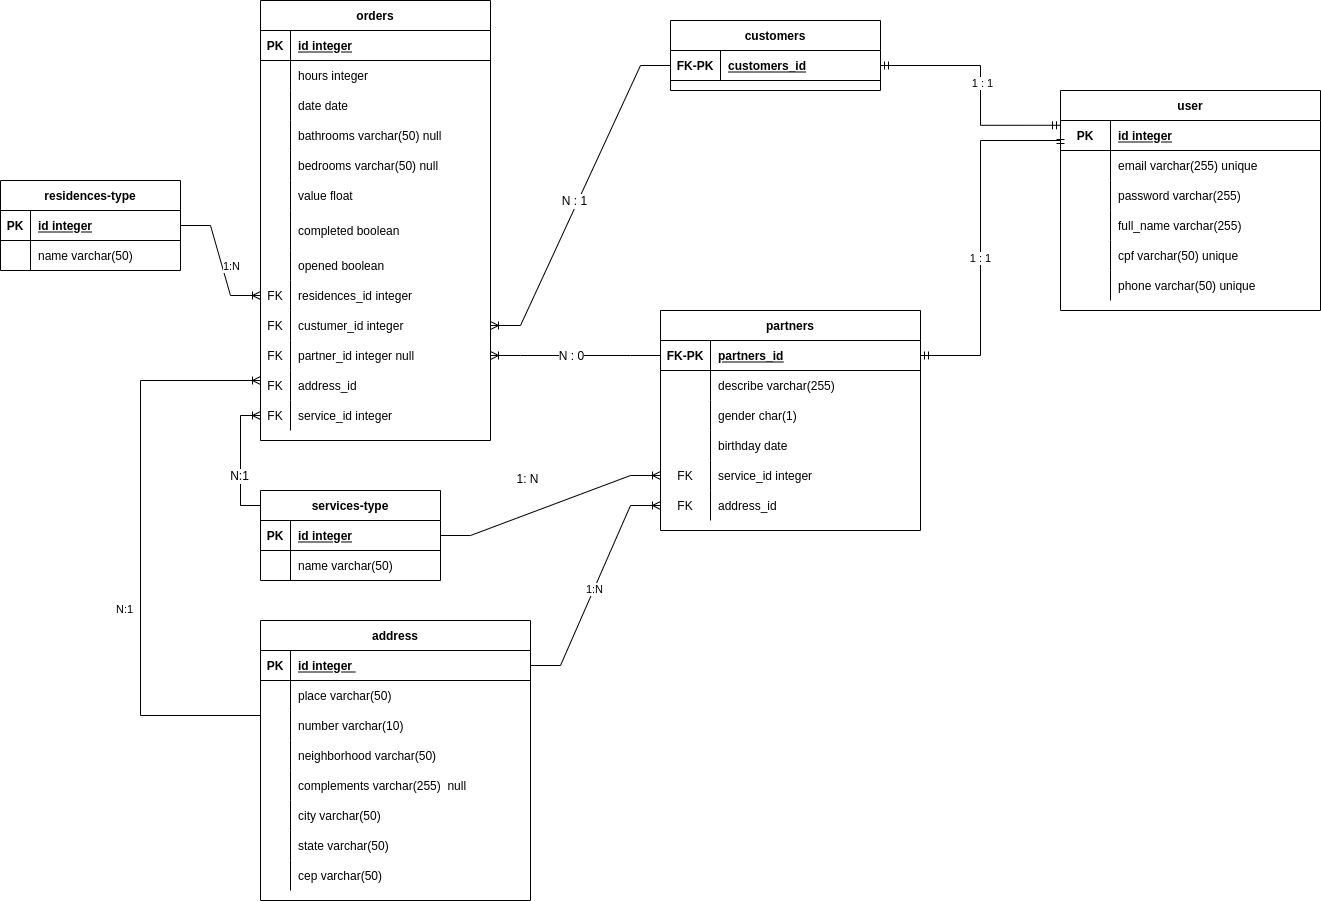 orders
PK id integer
hours integer
date date
bathrooms varchar(50) null
bedrooms varchar(50) null
value float
completed boolean
opened boolean
FK residences_id integer
FK custumer_id integer
FK partner_id integer null
FK address_id
FK service_id integer
customers
FK-PK customers_id
1 : 1
user
PK id integer
email varchar(255) unique
password varchar(255)
full_name varchar(255)
cpf varchar(50) unique
phone varchar(50) unique
residences-type
PK id integer
name varchar(50)
1:N
N : 1
1 : 1
N : 0
partners
FK-PK partners_id
describe varchar(255)
gender char(1)
birthday date
FK service_id integer
FK address_id
N:1
1: N
services-type
PK id integer
name varchar(50)
1:N
N:1
address
PK id integer
place varchar(50)
number varchar(10)
neighborhood varchar(50)
complements varchar(255)  null
city varchar(50)
state varchar(50)
cep varchar(50)